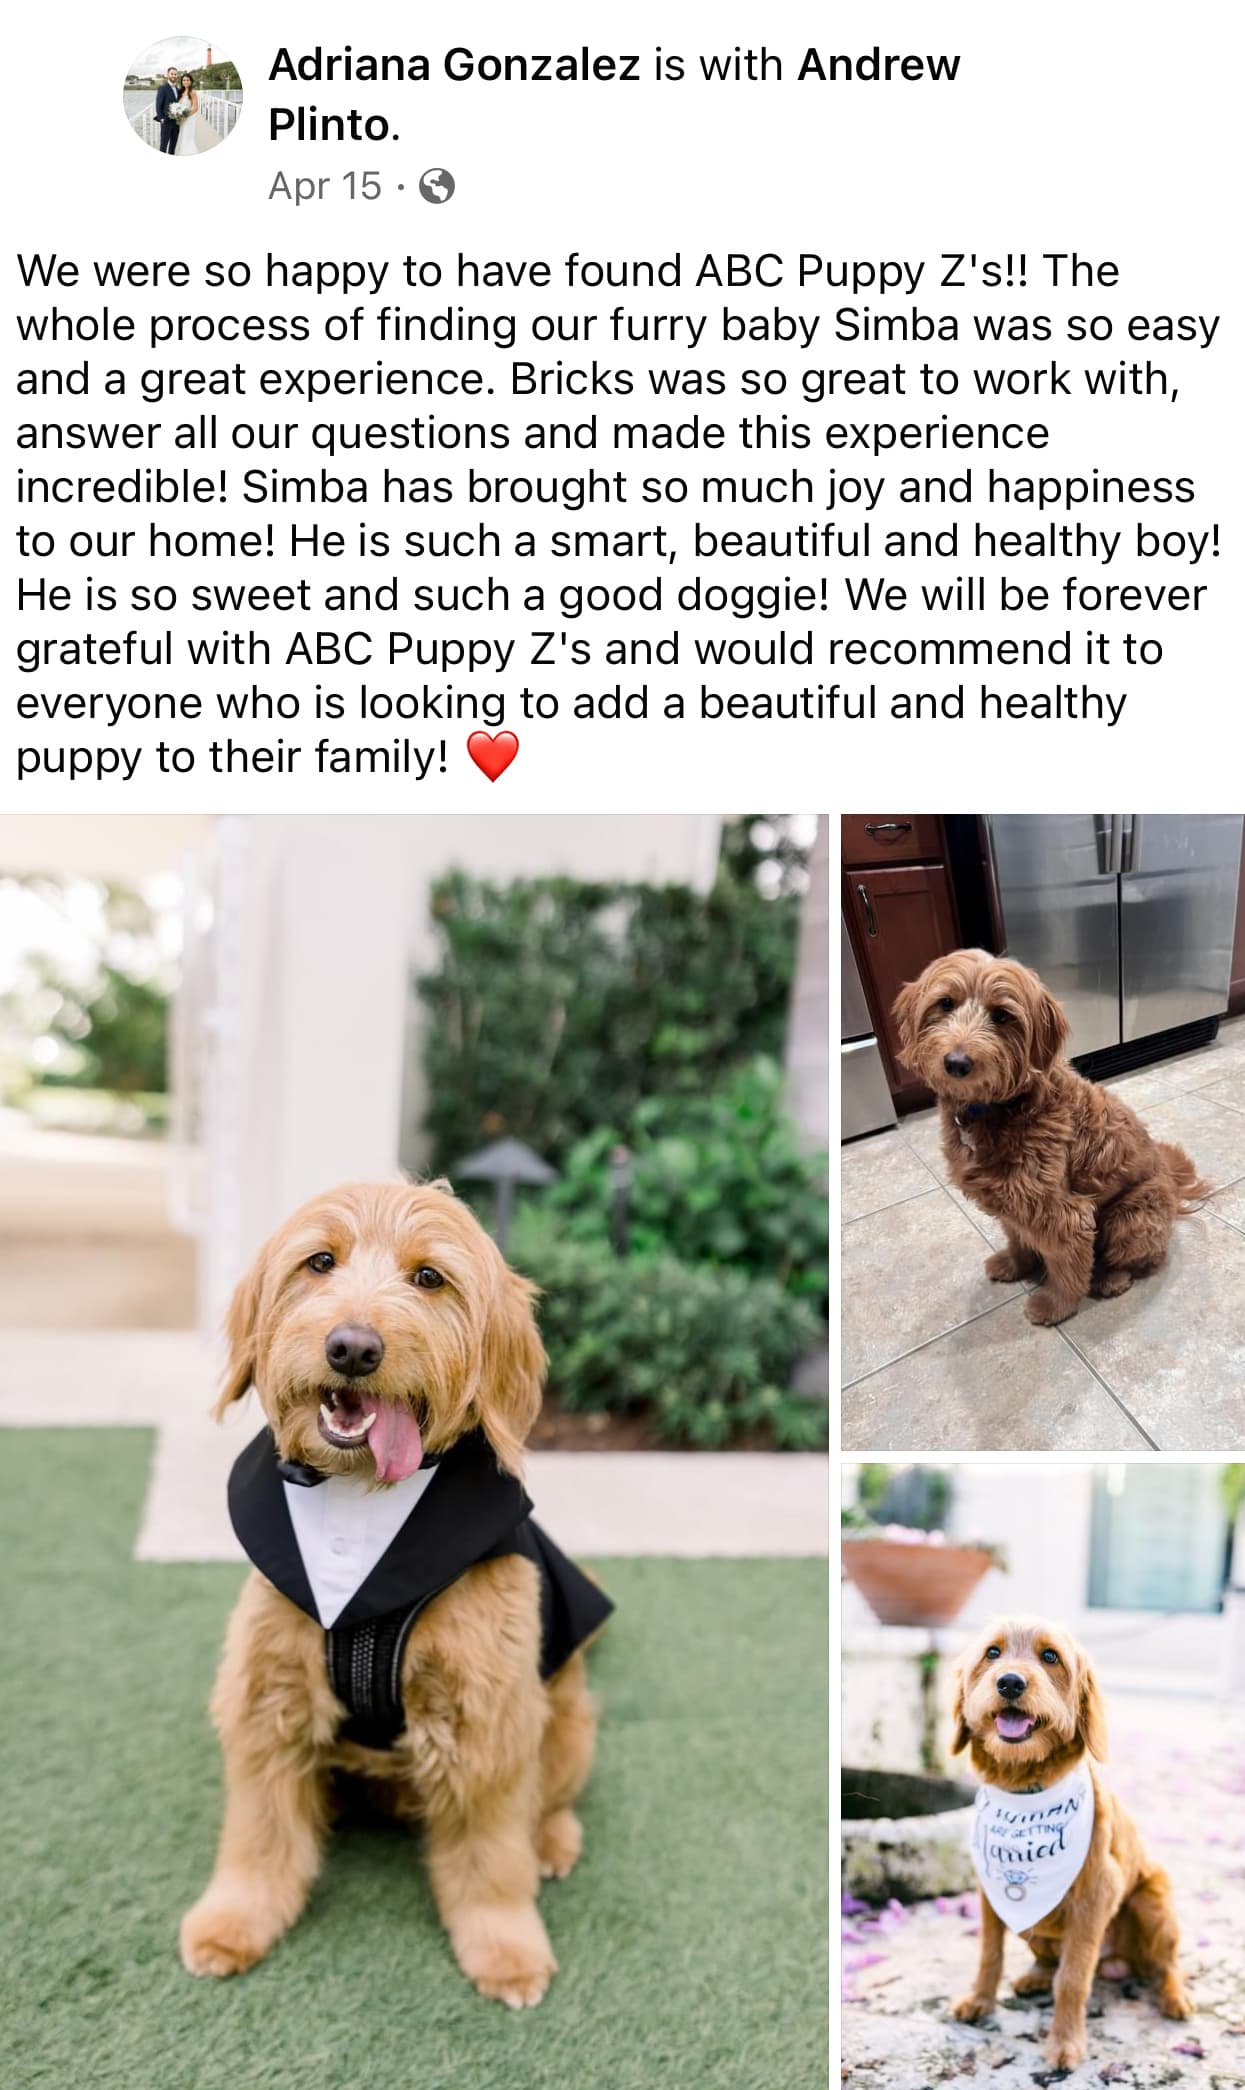 Adriana Gonzalez is with Andrew
Plinto.
Apr 15 ·
We were so happy to have found ABC Puppy Z's!! The
whole process of finding our furry baby Simba was so easy
and a great experience. Bricks was so great to work with,
answer all our questions and made this experience
incredible! Simba has brought so much joy and happiness
to our home! He is such a smart, beautiful and healthy boy!
He is so sweet and such a good doggie! We will be forever
grateful with ABC Puppy Z's and would recommend it to
everyone who is looking to add a beautiful and healthy
puppy to their family! ❤️
ARE GETTING